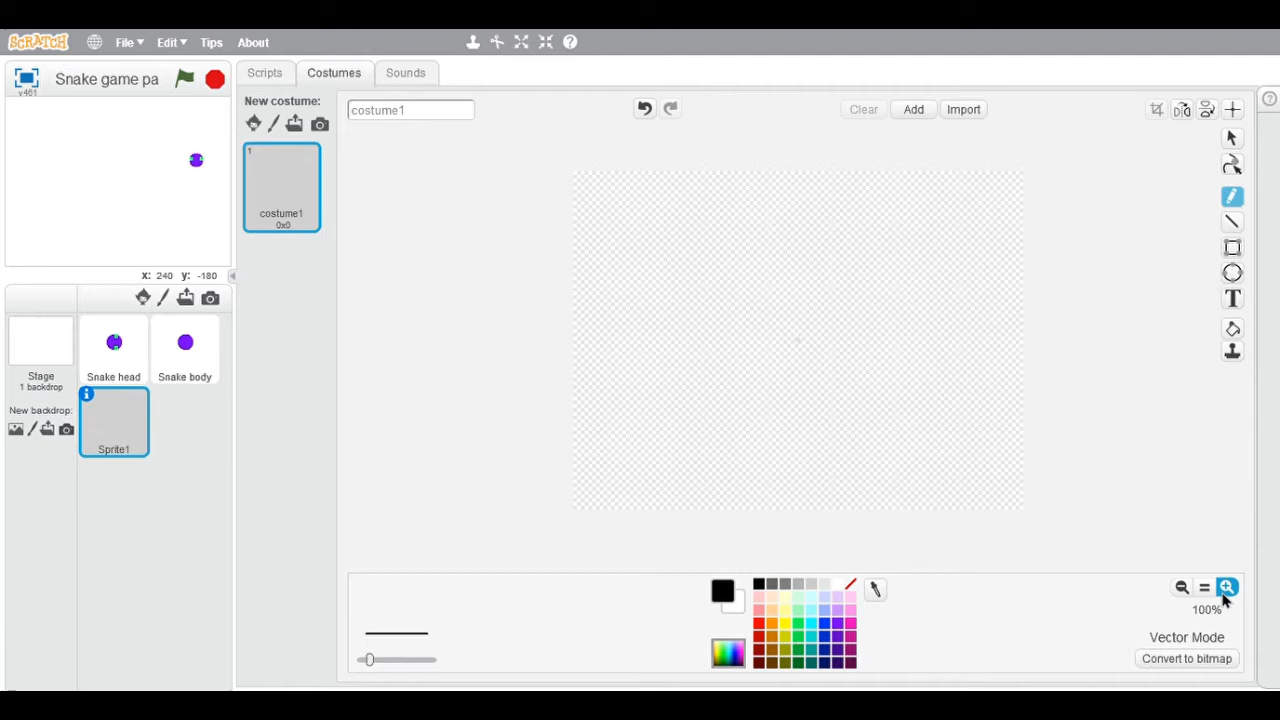 SCRATCH File Edit Tips About
Snake game pa
v461
Scripts Costumes Sounds
New costume:
costume1
Clear Add Import
1
costume1
0x0
x: 240 y: -180
Stage
1 backdrop
Snake head
Snake body
New backdrop:
Sprite1
T
100%
Vector Mode
Convert to bitmap